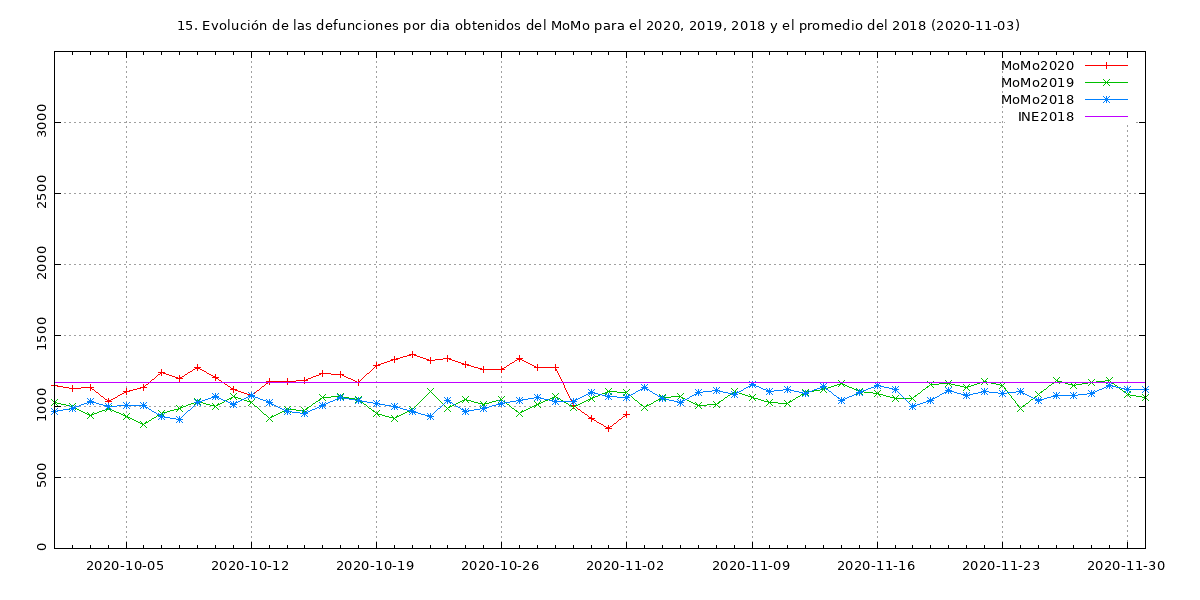 15. Evolución de las defunciones por dia obtenidos del MoMo para el 2020, 2019, 2018 y el promedio del 2018 (2020-11-03)
MoMo2020
MoMo2019
MoMo2018
INE2018
3000
2500
2000
1500
1000
500
0
2020-10-05 2020-10-12 2020-10-19 2020-10-26 2020-11-02 2020-11-09 2020-11-16 2020-11-23 2020-11-30